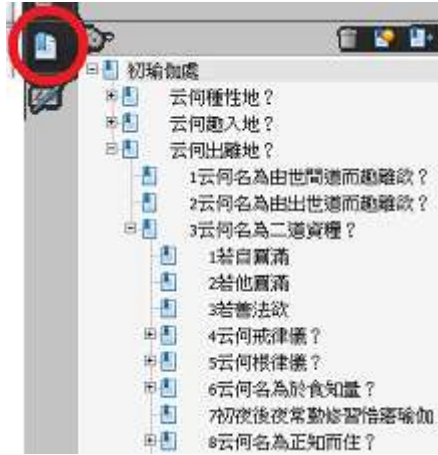 初瑜伽處
云何種性地？
云何趣入地？
云何出離地？
1云何名為由世間道而趣離欲？
2云何名為由出世道而趣離欲？
3云何名為二道資糧？
1若自圓滿
2若他圓滿
3若善法欲
4云何戒律儀？
5云何根律儀？
6云何名為於食知量？
7初夜後夜常勤修習悎寤瑜伽
8云何名為正知而住？